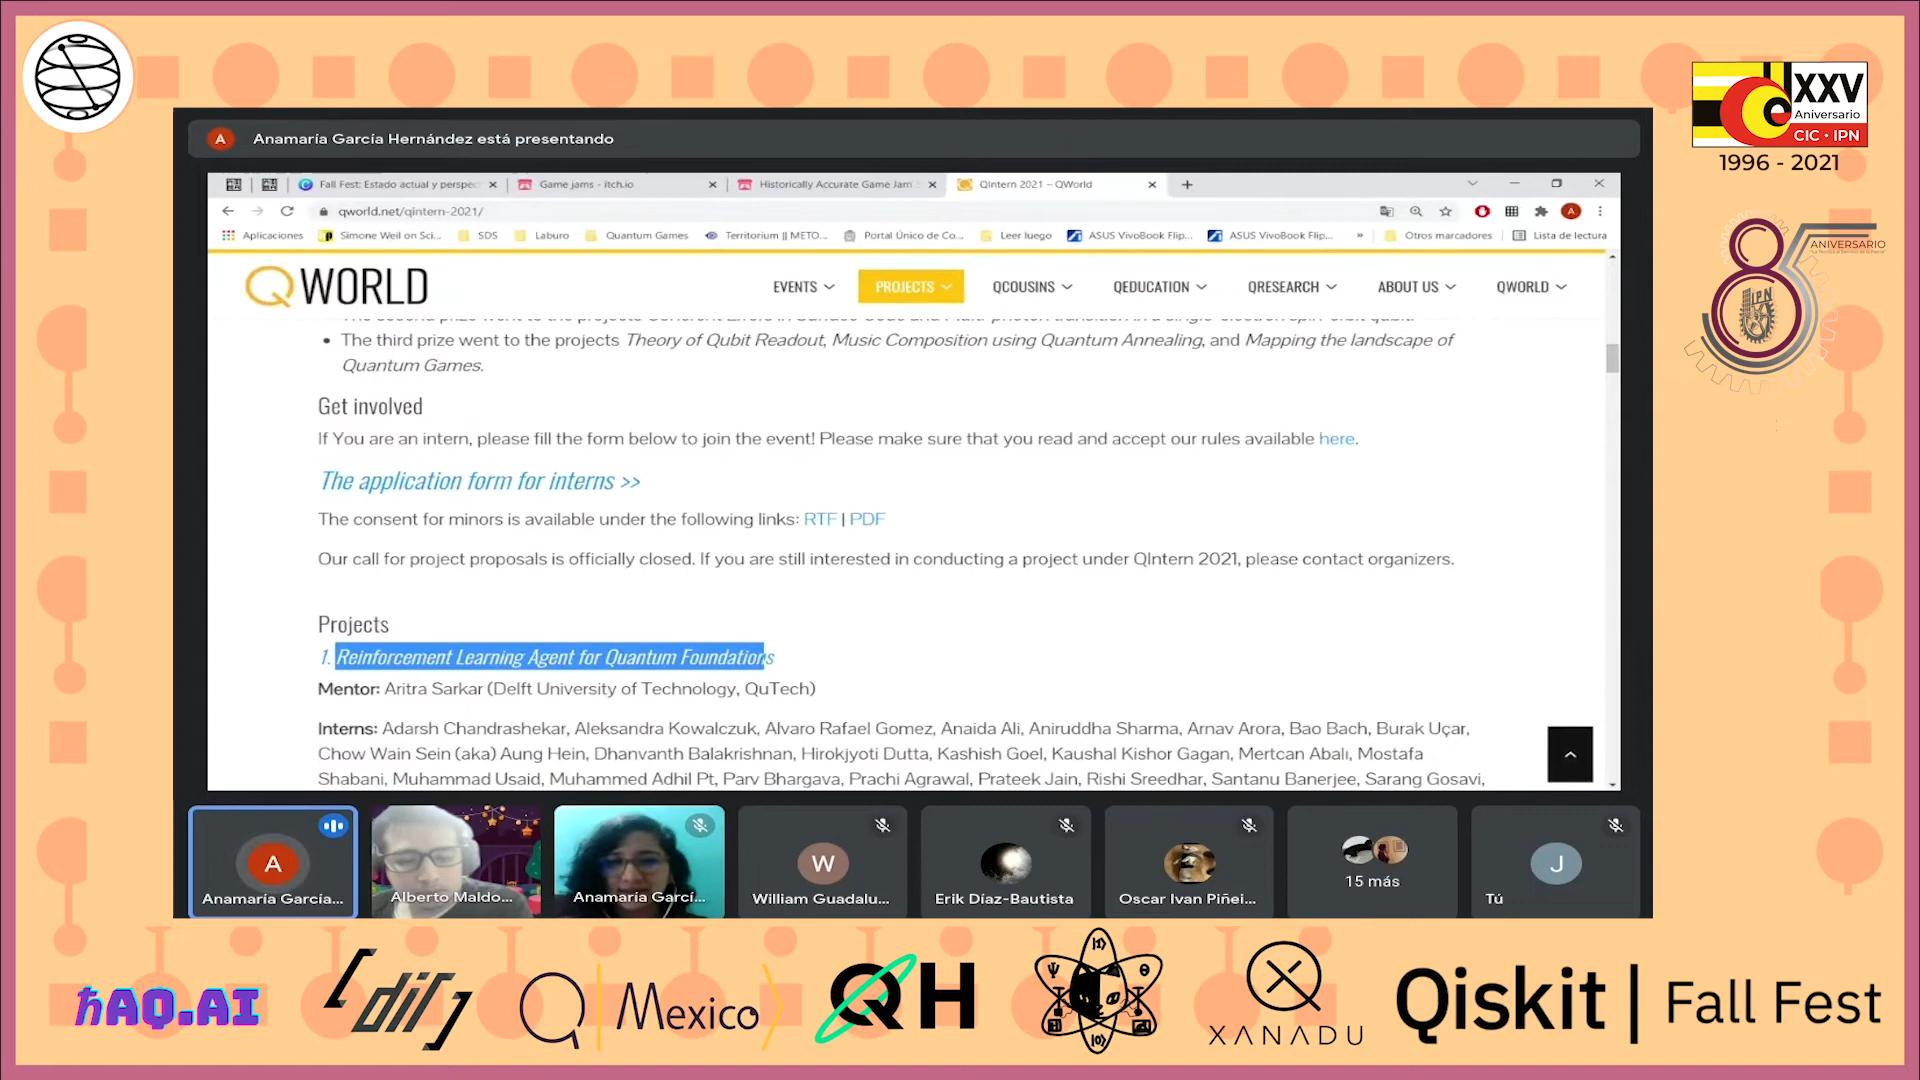 XXV
Aniversario
CIC • IPN
1996 - 2021
ANIVERSARIO
IPN
A Anamaría García Hernández está presentando
Fall Fest: Estado actual y perspec
Game jams - itch.io
Historically Accurate Game Jam
QIntern 2021 – QWorld
qworld.net/qintern-2021/
A
Aplicaciones
Simone Weil on Sci...
SDS
Laburo
Quantum Games
Territorium || METO...
Portal Único de Co...
Leer luego
ASUS VivoBook Flip...
ASUS VivoBook Flip...
»
Otros marcadores
Lista de lectura
QWORLD
EVENTS
PROJECTS
QCOUSINS
QEDUCATION
QRESEARCH
ABOUT US
QWORLD
• The third prize went to the projects Theory of Qubit Readout, Music Composition using Quantum Annealing, and Mapping the landscape of
Quantum Games.
Get involved
If You are an intern, please fill the form below to join the event! Please make sure that you read and accept our rules available here.
The application form for interns >>
The consent for minors is available under the following links: RTF | PDF
Our call for project proposals is officially closed. If you are still interested in conducting a project under QIntern 2021, please contact organizers.
Projects
1. Reinforcement Learning Agent for Quantum Foundations
Mentor: Aritra Sarkar (Delft University of Technology, QuTech)
Interns: Adarsh Chandrashekar, Aleksandra Kowalczuk, Alvaro Rafael Gomez, Anaida Ali, Aniruddha Sharma, Arnav Arora, Bao Bach, Burak Uçar,
Chow Wain Sein (aka) Aung Hein, Dhanvanth Balakrishnan, Hirokjyoti Dutta, Kashish Goel, Kaushal Kishor Gagan, Mertcan Abalı, Mostafa
Shabani, Muhammad Usaid, Muhammed Adhil Pt, Parv Bhargava, Prachi Agrawal, Prateek Jain, Rishi Sreedhar, Santanu Banerjee, Sarang Gosavi,
A
Anamaría García...
Alberto Maldo...
Anamaría Garcí...
W
William Guadalu...
Erik Díaz-Bautista
Oscar Ivan Piñei...
15 más
J
Tú
ħAQ.AI
Q Mexico
QH
|1⟩
|0⟩
XANADU
Qiskit | Fall Fest